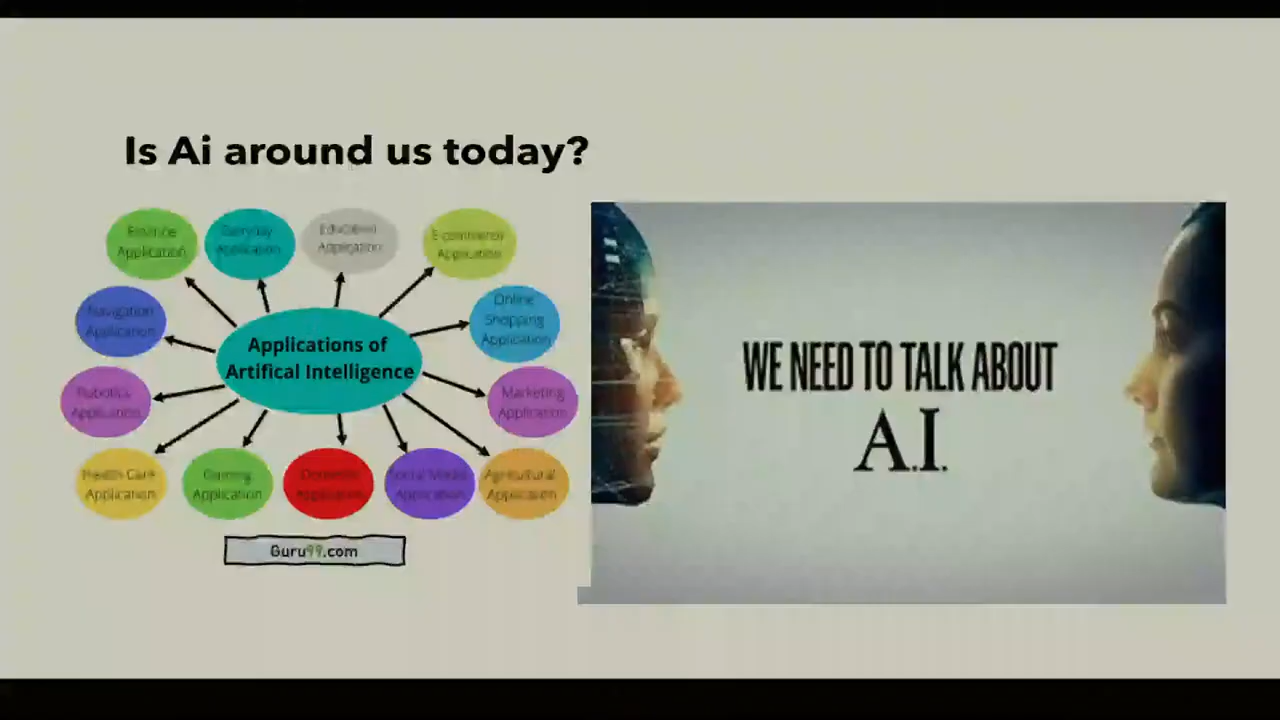 Is Ai around us today?
Finance
Application
Everyday
Application
Education
Application
E-commerce
Application
Navigation
Application
Online
Shopping
Application
Applications of
Artifical Intelligence
Robotics
Application
Marketing
Application
Health Care
Application
Gaming
Application
Application
Social Media
Application
Agricultural
Application
Guru99.com
WE NEED TO TALK ABOUT
A.I.